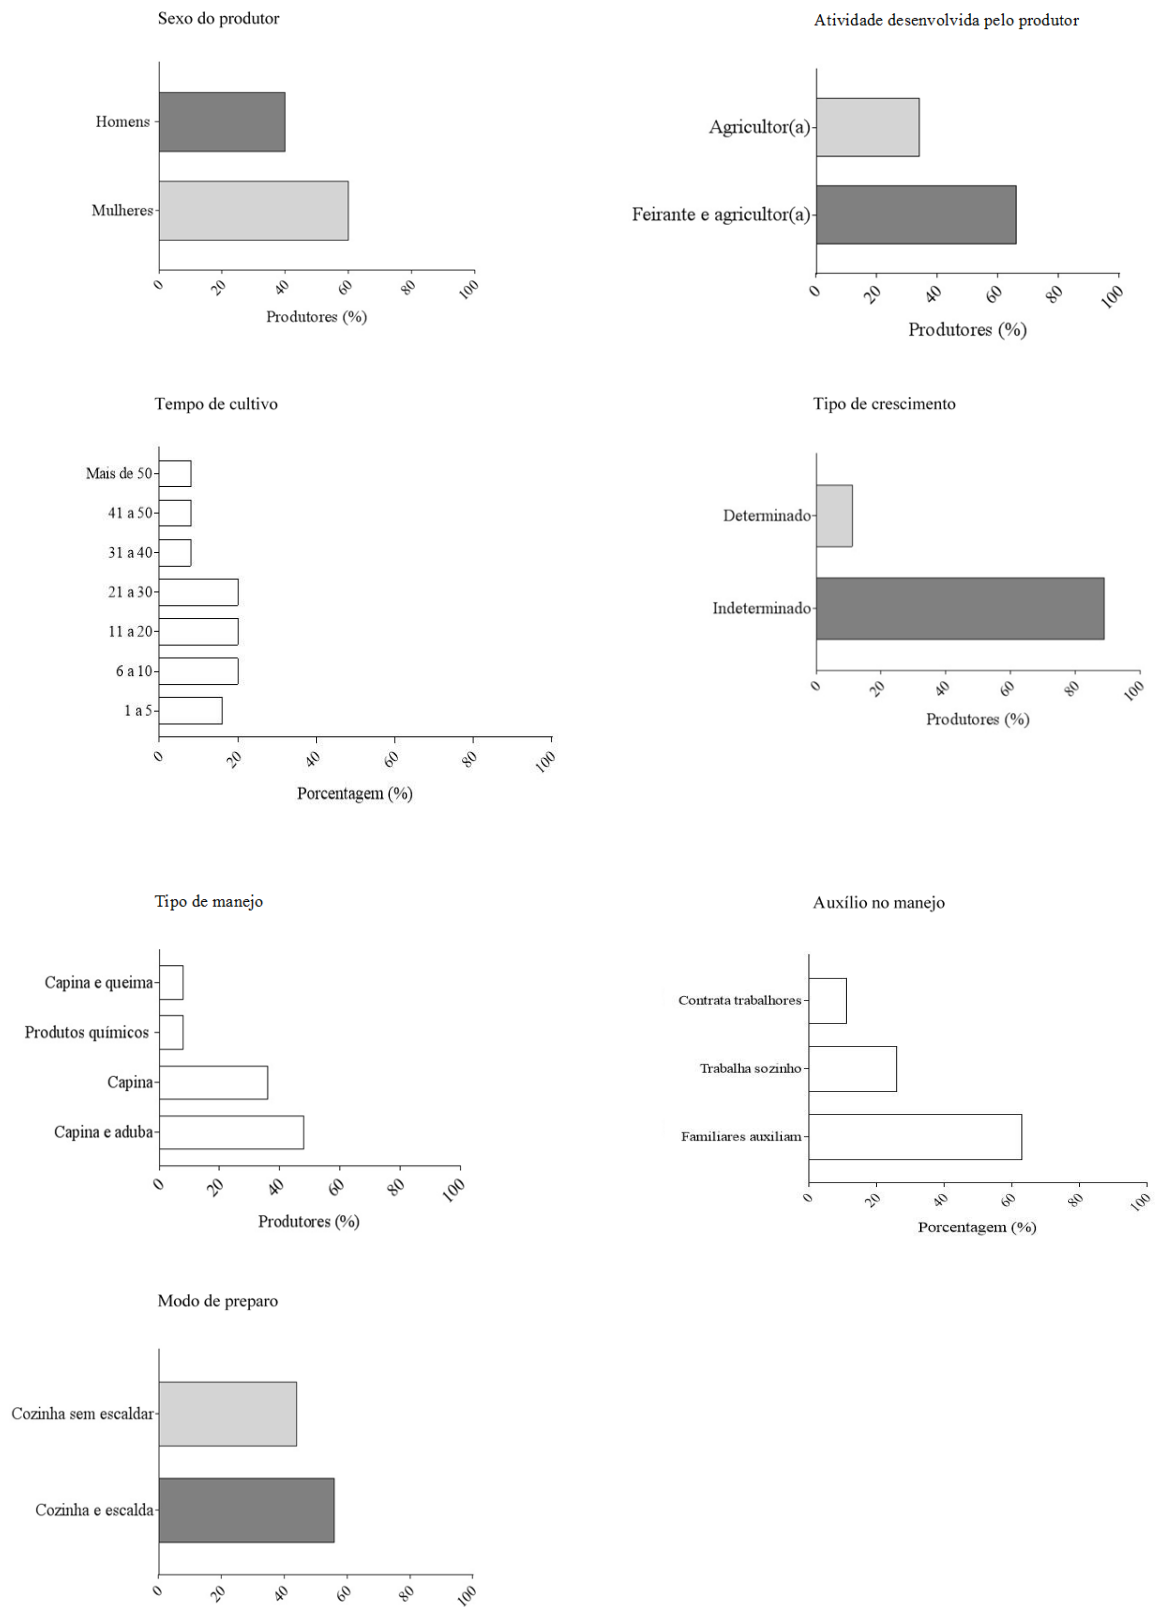 Sexo do produtor
Homens
Mulheres
0 20 40 60 80 100
Produtores (%)
Atividade desenvolvida pelo produtor
Agricultor(a)
Feirante e agricultor(a)
0 20 40 60 80 100
Produtores (%)
Tempo de cultivo
Mais de 50
41 a 50
31 a 40
21 a 30
11 a 20
6 a 10
1 a 5
0 20 40 60 80 100
Porcentagem (%)
Tipo de crescimento
Determinado
Indeterminado
0 20 40 60 80 100
Produtores (%)
Tipo de manejo
Capina e queima
Produtos químicos
Capina
Capina e aduba
0 20 40 60 80 100
Produtores (%)
Auxílio no manejo
Contrata trabalhores
Trabalha sozinho
Familiares auxiliam
0 20 40 60 80 100
Porcentagem (%)
Modo de preparo
Cozinha sem escaldar
Cozinha e escalda
0 20 40 60 80 100